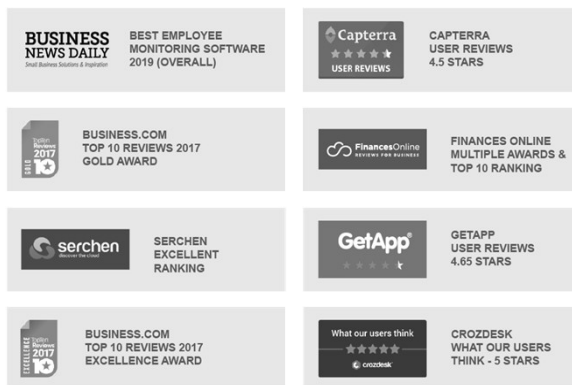 BUSINESS
NEWS DAILY
Small Business Solutions & Inspiration
BEST EMPLOYEE
MONITORING SOFTWARE
2019 (OVERALL)
Capterra
USER REVIEWS
CAPTERRA
USER REVIEWS
4.5 STARS
TopTen
Reviews
2017
10
GOLD
BUSINESS.COM
TOP 10 REVIEWS 2017
GOLD AWARD
FinancesOnline
REVIEWS FOR BUSINESS
FINANCES ONLINE
MULTIPLE AWARDS &
TOP 10 RANKING
serchen
discover the cloud
SERCHEN
EXCELLENT
RANKING
GetApp®
GETAPP
USER REVIEWS
4.65 STARS
TopTen
Reviews
2017
10
EXCELLENCE
BUSINESS.COM
TOP 10 REVIEWS 2017
EXCELLENCE AWARD
What our users think
crozdesk
CROZDESK
WHAT OUR USERS
THINK - 5 STARS